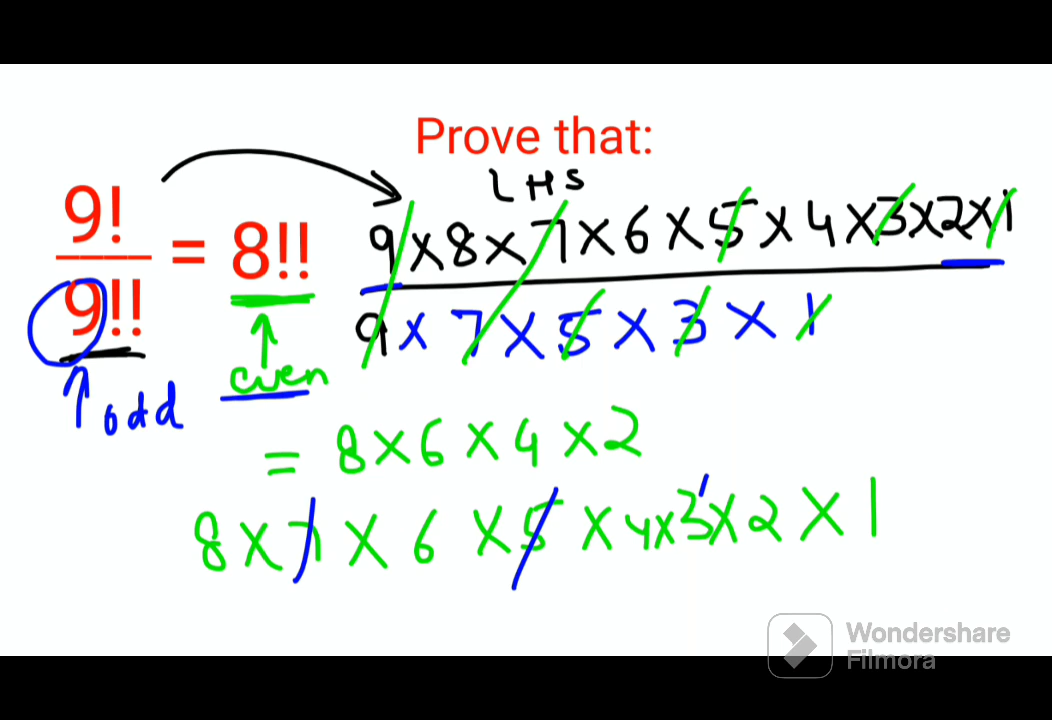 Prove that:
LHS
9!
9!!
= 8!!
9×8×7×6×5×4×3×2×1
9×7×5×3×1
odd
even
= 8×6×4×2
8×7×6×5×4×3×2×1
Wondershare
Filmora